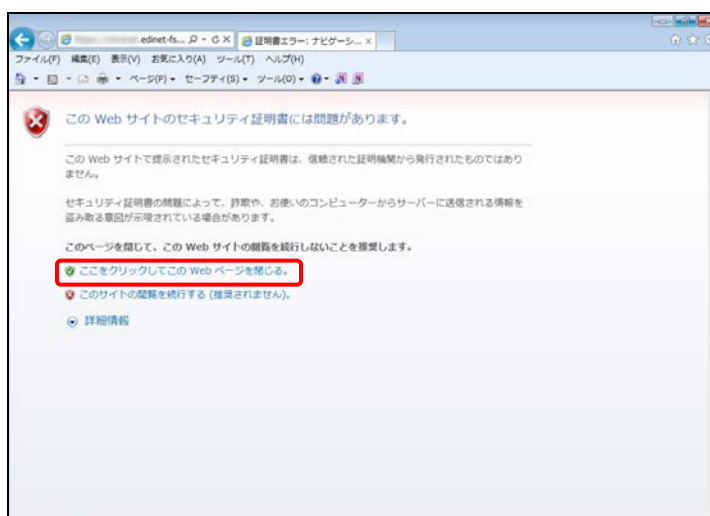 edinet-fs...
証明書エラー: ナビゲーシ...
ファイル(F) 編集(E) 表示(V) お気に入り(A) ツール(T) ヘルプ(H)
ページ(P) セーフティ(S) ツール(O)
この Web サイトのセキュリティ証明書には問題があります。
この Web サイトで提示されたセキュリティ証明書は、信頼された証明機関から発行されたものではあり
ません。
セキュリティ証明書の問題によって、詐欺や、お使いのコンピューターからサーバーに送信される情報を
盗み取る意図が示唆されている場合があります。
このページを閉じて、この Web サイトの閲覧を続行しないことを推奨します。
ここをクリックしてこの Web ページを閉じる。
このサイトの閲覧を続行する (推奨されません)。
詳細情報